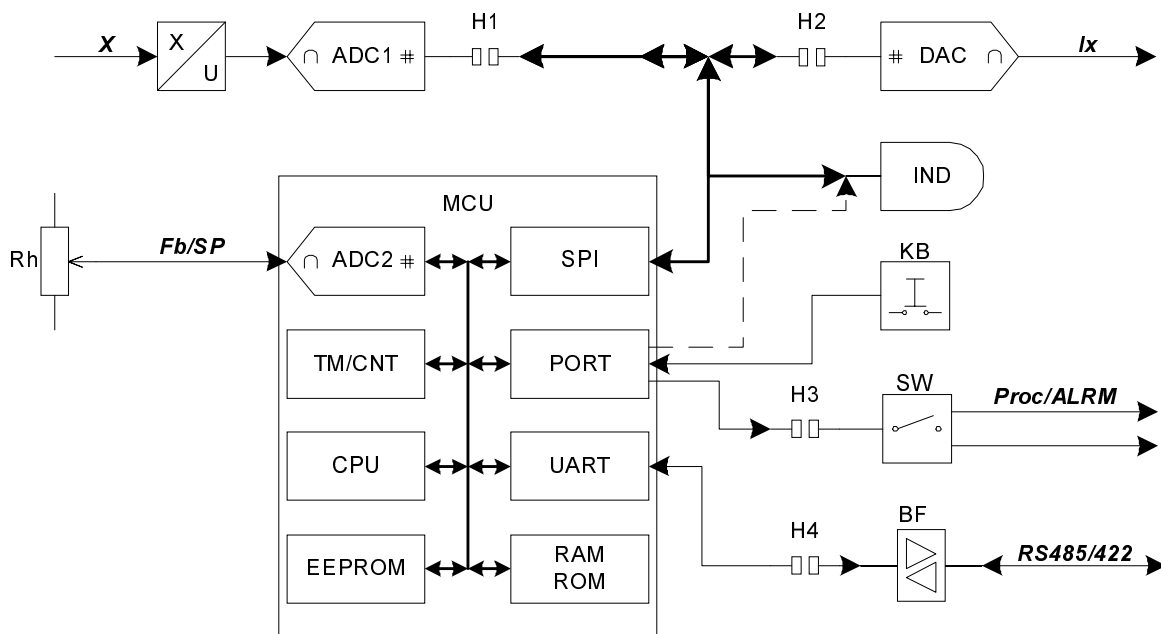 H1
H2
X
X
U
∩ ADC1 #
# DAC ∩
Ix
IND
MCU
Rh
Fb/SP
∩ ADC2 #
SPI
KB
TM/CNT
PORT
H3
SW
Proc/ALRM
CPU
UART
H4
BF
RS485/422
EEPROM
RAM
ROM